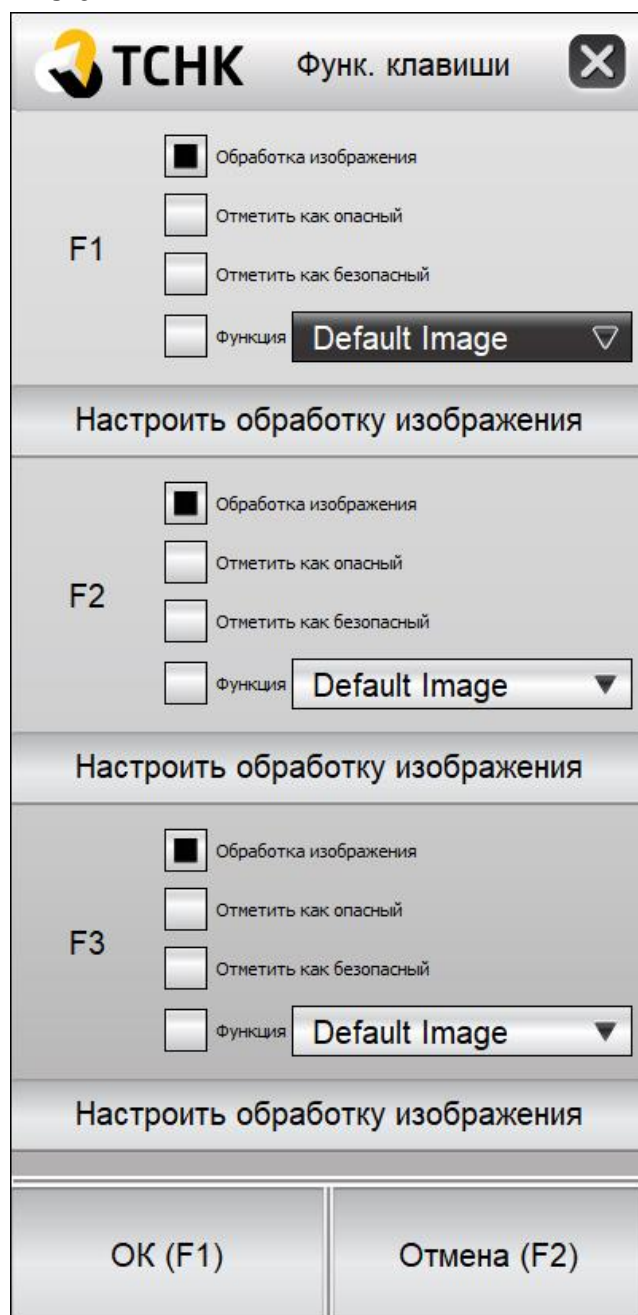 ТСНК Функ. клавиши
Обработка изображения
Отметить как опасный
F1
Отметить как безопасный
Функция Default Image
Настроить обработку изображения
Обработка изображения
Отметить как опасный
F2
Отметить как безопасный
Функция Default Image
Настроить обработку изображения
Обработка изображения
Отметить как опасный
F3
Отметить как безопасный
Функция Default Image
Настроить обработку изображения
ОК (F1) Отмена (F2)